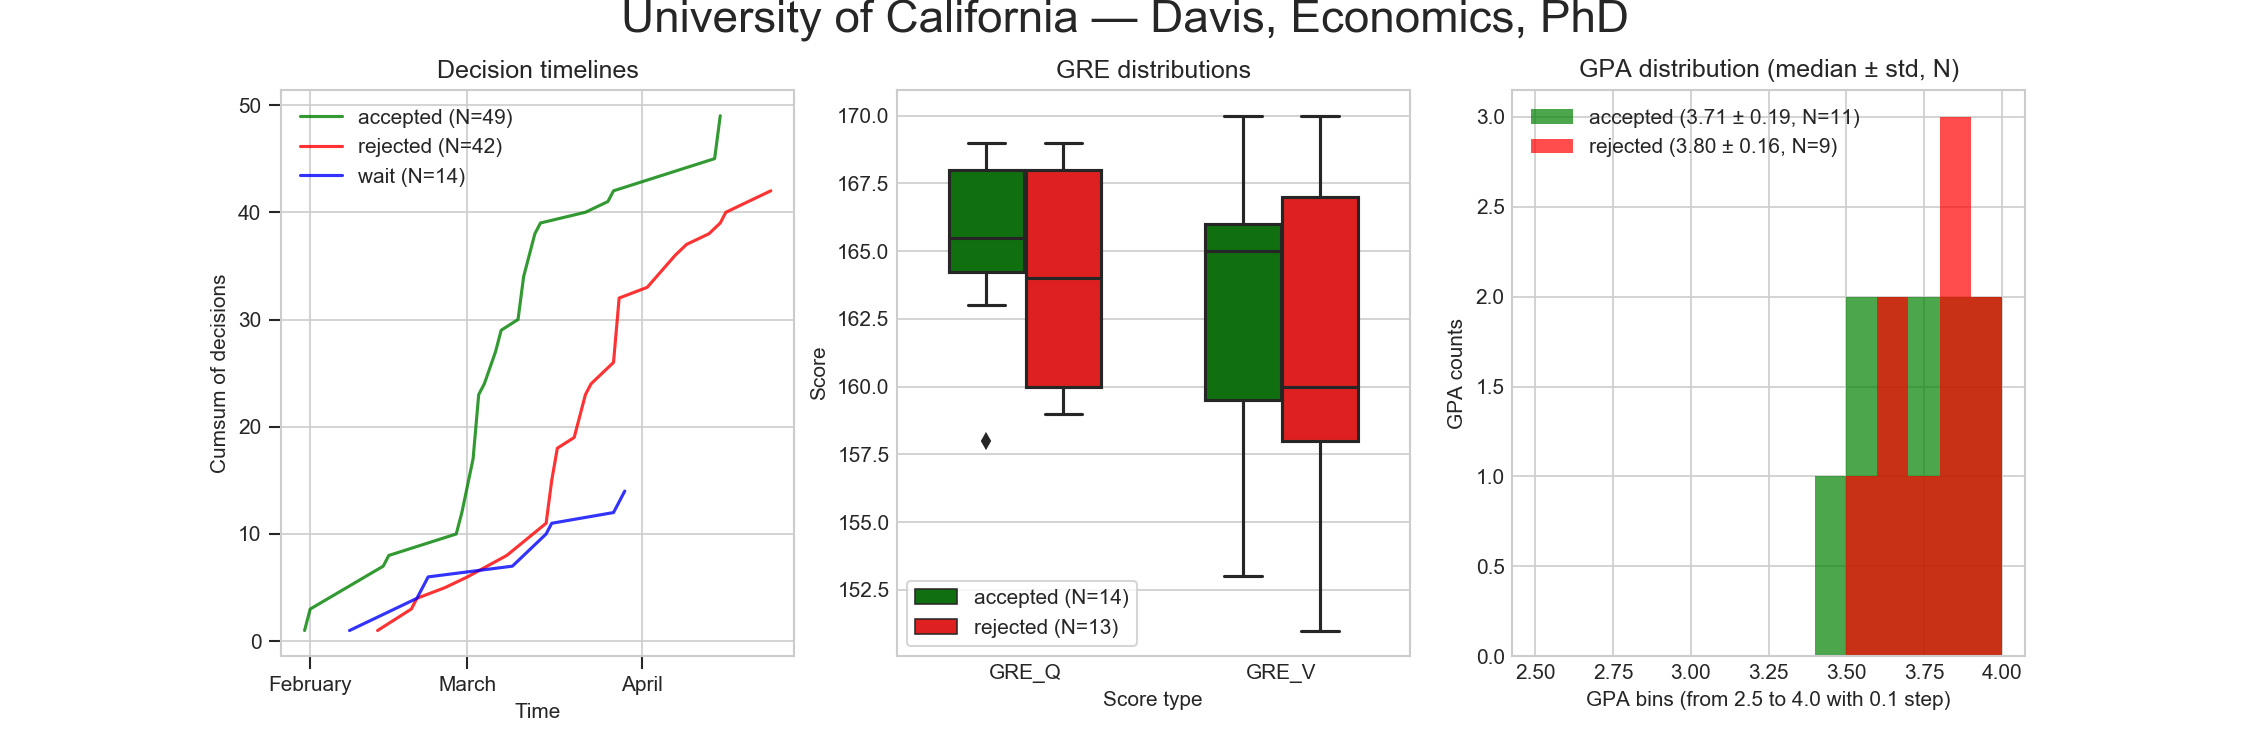 University of California — Davis, Economics, PhD
Decision timelines
accepted (N=49)
rejected (N=42)
wait (N=14)
50
40
30
20
10
0
Cumsum of decisions
February
March
April
Time
GRE distributions
170.0
167.5
165.0
162.5
160.0
157.5
155.0
152.5
Score
accepted (N=14)
rejected (N=13)
GRE_Q
GRE_V
Score type
GPA distribution (median ± std, N)
accepted (3.71 ± 0.19, N=11)
rejected (3.80 ± 0.16, N=9)
3.0
2.5
2.0
1.5
1.0
0.5
0.0
GPA counts
2.50
2.75
3.00
3.25
3.50
3.75
4.00
GPA bins (from 2.5 to 4.0 with 0.1 step)